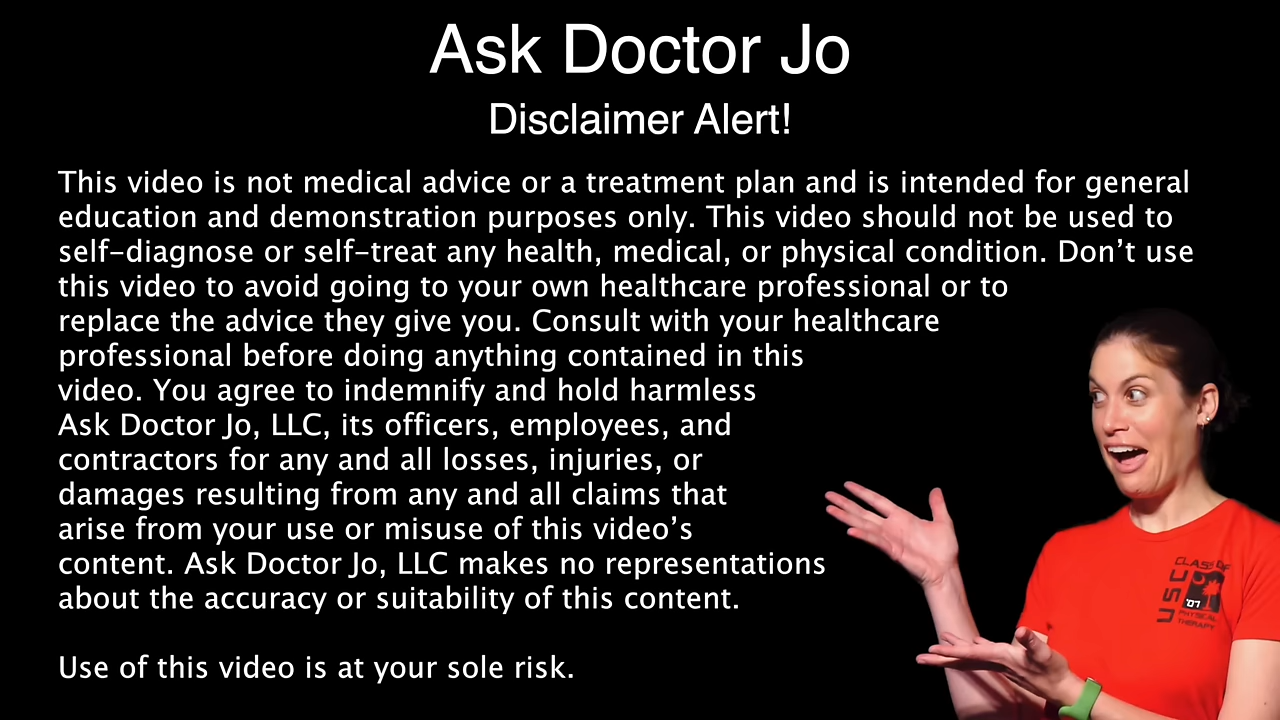 Ask Doctor Jo
Disclaimer Alert!
This video is not medical advice or a treatment plan and is intended for general
education and demonstration purposes only. This video should not be used to
self-diagnose or self-treat any health, medical, or physical condition. Don’t use
this video to avoid going to your own healthcare professional or to
replace the advice they give you. Consult with your healthcare
professional before doing anything contained in this
video. You agree to indemnify and hold harmless
Ask Doctor Jo, LLC, its officers, employees, and
contractors for any and all losses, injuries, or
damages resulting from any and all claims that
arise from your use or misuse of this video’s
content. Ask Doctor Jo, LLC makes no representations
about the accuracy or suitability of this content.
Use of this video is at your sole risk.
CLASS OF
USC
'07
PHYSICAL
THERAPY